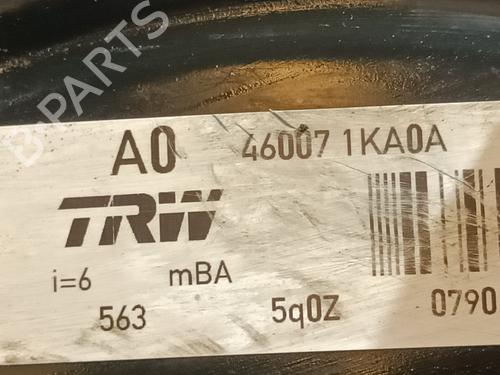 B-PARTS
A0 46007 1KA0A
TRW
i=6 mBA
563 5q0Z 0790